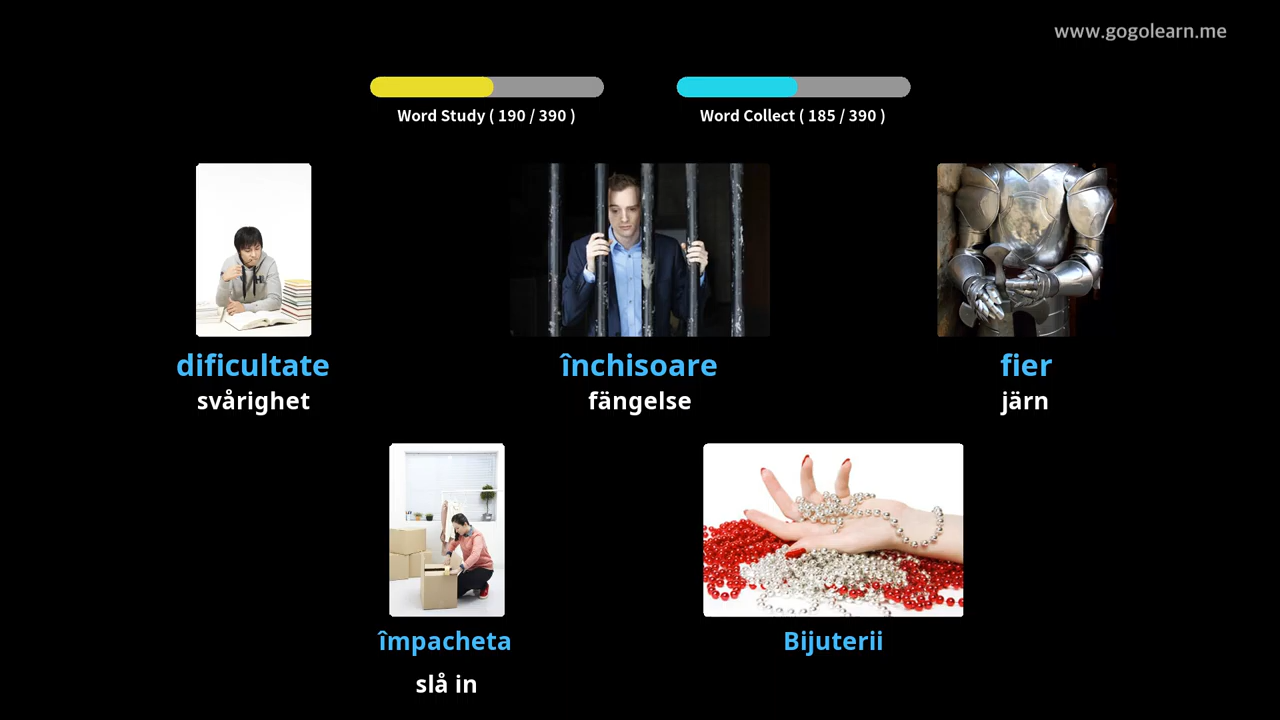 www.gogolearn.me
Word Study ( 190 / 390 )
Word Collect ( 185 / 390 )
dificultate
svårighet
închisoare
fängelse
fier
järn
împacheta
slå in
Bijuterii